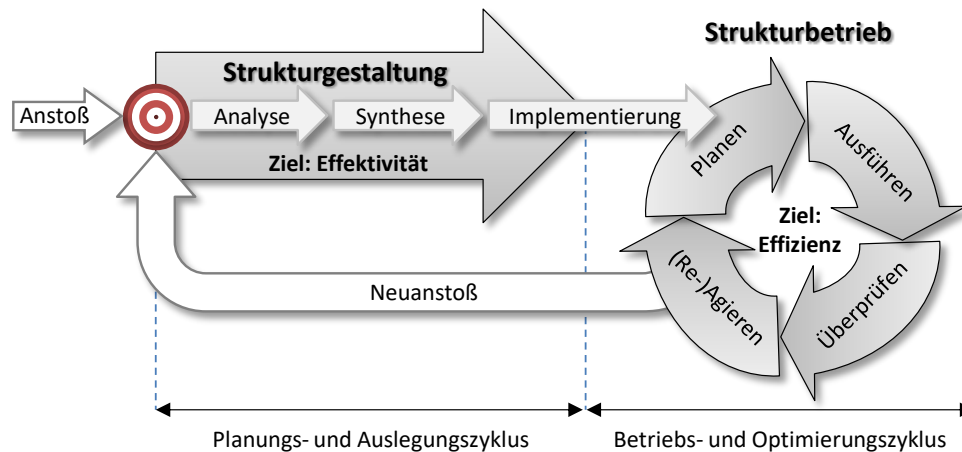 Strukturbetrieb
Strukturgestaltung
Anstoß
Analyse
Synthese
Implementierung
Ziel: Effektivität
Planen
Ausführen
Ziel:
Effizienz
(Re-)Agieren
Überprüfen
Neuanstoß
Planungs- und Auslegungszyklus
Betriebs- und Optimierungszyklus